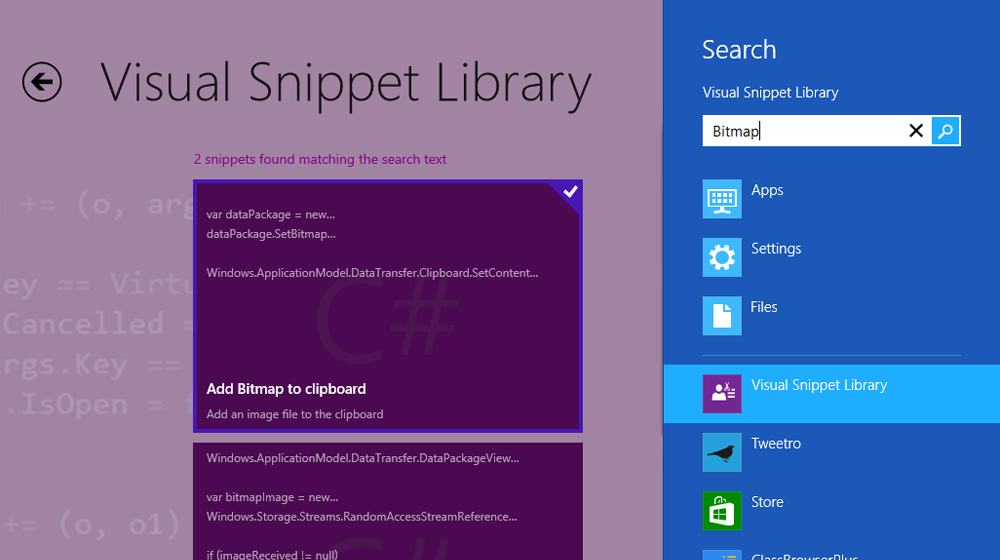 Visual Snippet Library
2 snippets found matching the search text
var dataPackage = new...
dataPackage.SetBitmap...
Windows.ApplicationModel.DataTransfer.Clipboard.SetContent...
C#
Add Bitmap to clipboard
Add an image file to the clipboard
Windows.ApplicationModel.DataTransfer.DataPackageView...
var bitmapImage = new...
Windows.Storage.Streams.RandomAccessStreamReference...
if (imageReceived != null)
C#
+= (o, arg
ey == Virtu
Cancelled =
args.Key ==
.IsOpen =
+= (o, o1)
Search
Visual Snippet Library
Bitmap
Apps
Settings
Files
Visual Snippet Library
Tweetro
Store
ClassBrowserPlus